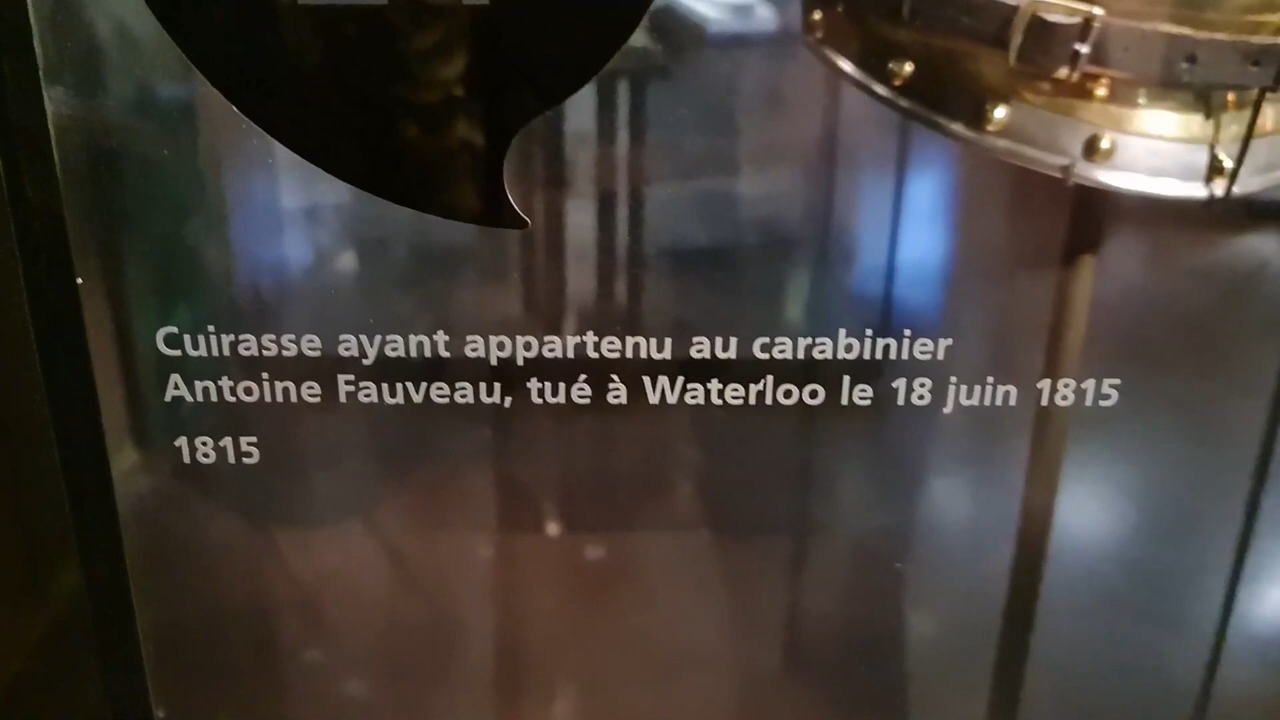 Cuirasse ayant appartenu au carabinier
Antoine Fauveau, tué à Waterloo le 18 juin 1815
1815